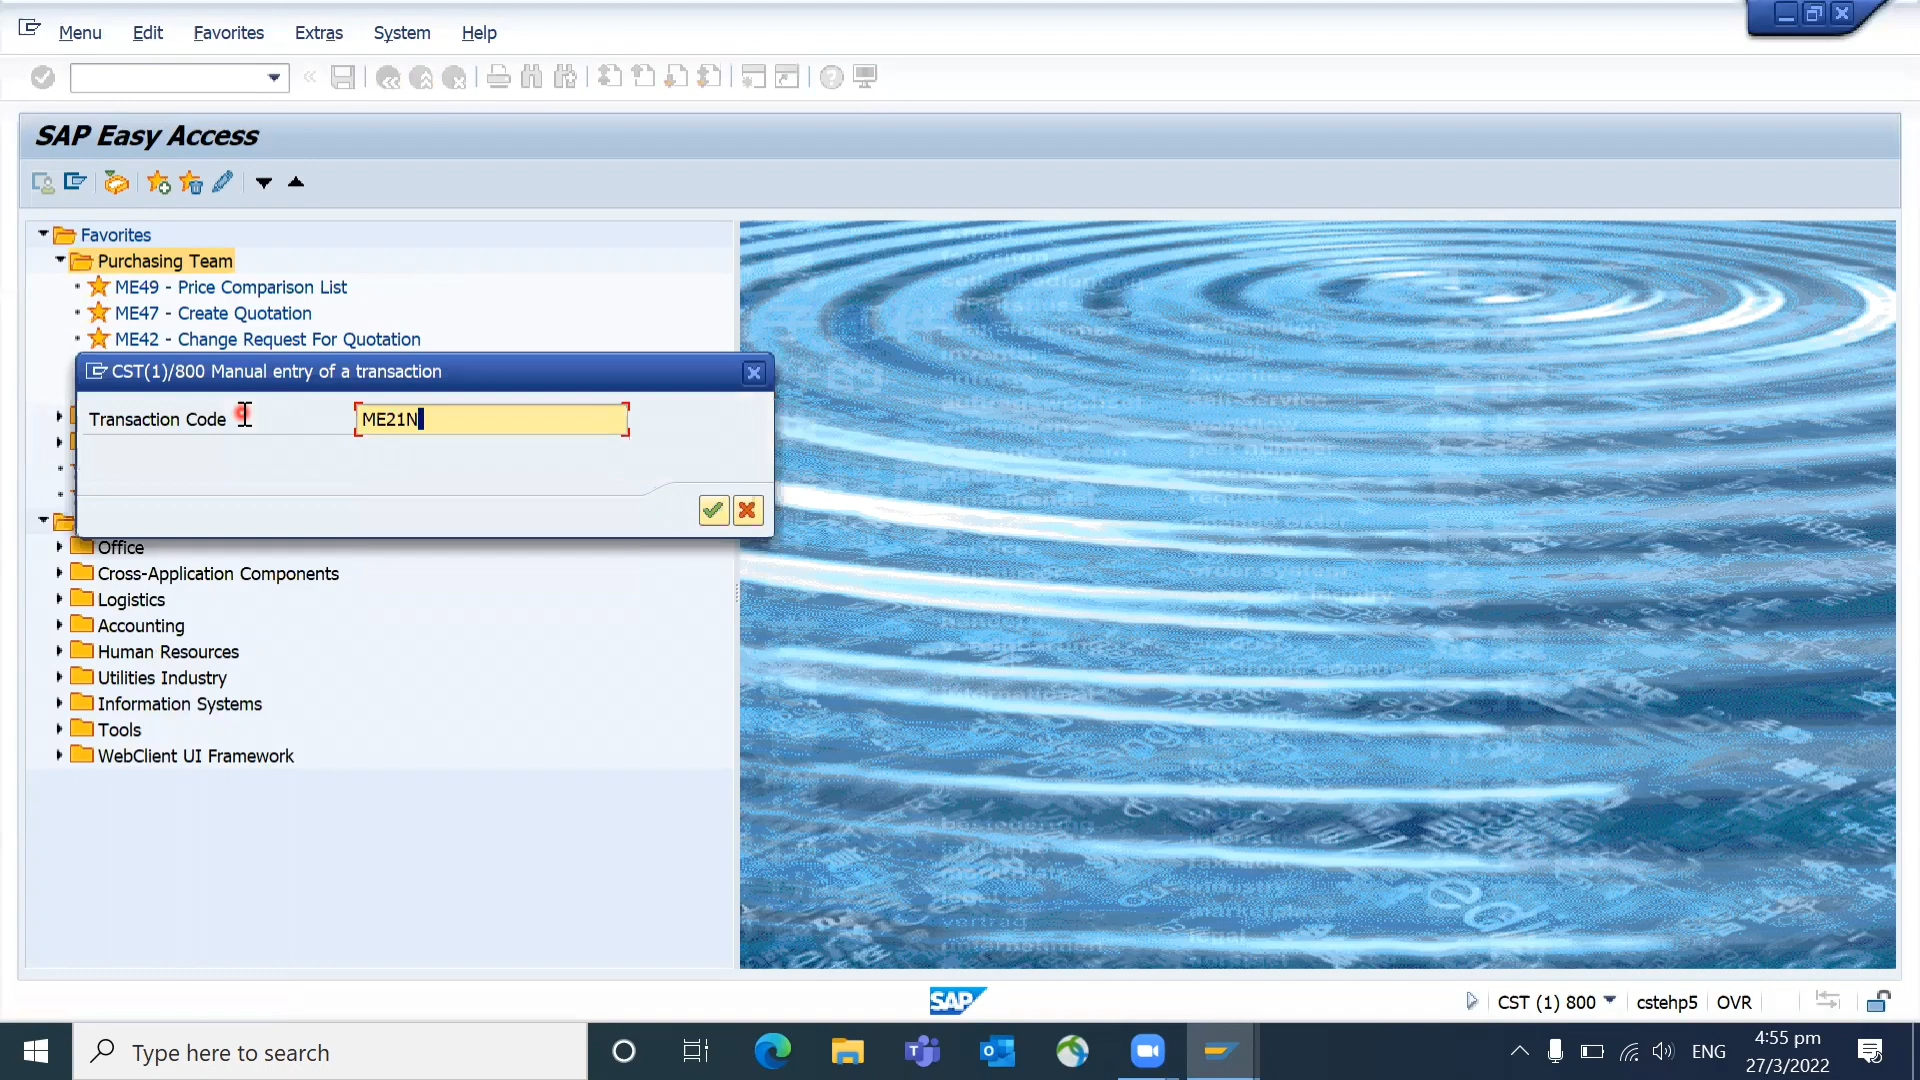 Menu Edit Favorites Extras System Help
SAP Easy Access
Favorites
Purchasing Team
ME49 - Price Comparison List
ME47 - Create Quotation
ME42 - Change Request For Quotation
CST(1)/800 Manual entry of a transaction
Transaction Code ME21N
Office
Cross-Application Components
Logistics
Accounting
Human Resources
Utilities Industry
Information Systems
Tools
WebClient UI Framework
SAP
CST (1) 800 cstehp5 OVR
Type here to search
ENG
4:55 pm
27/3/2022